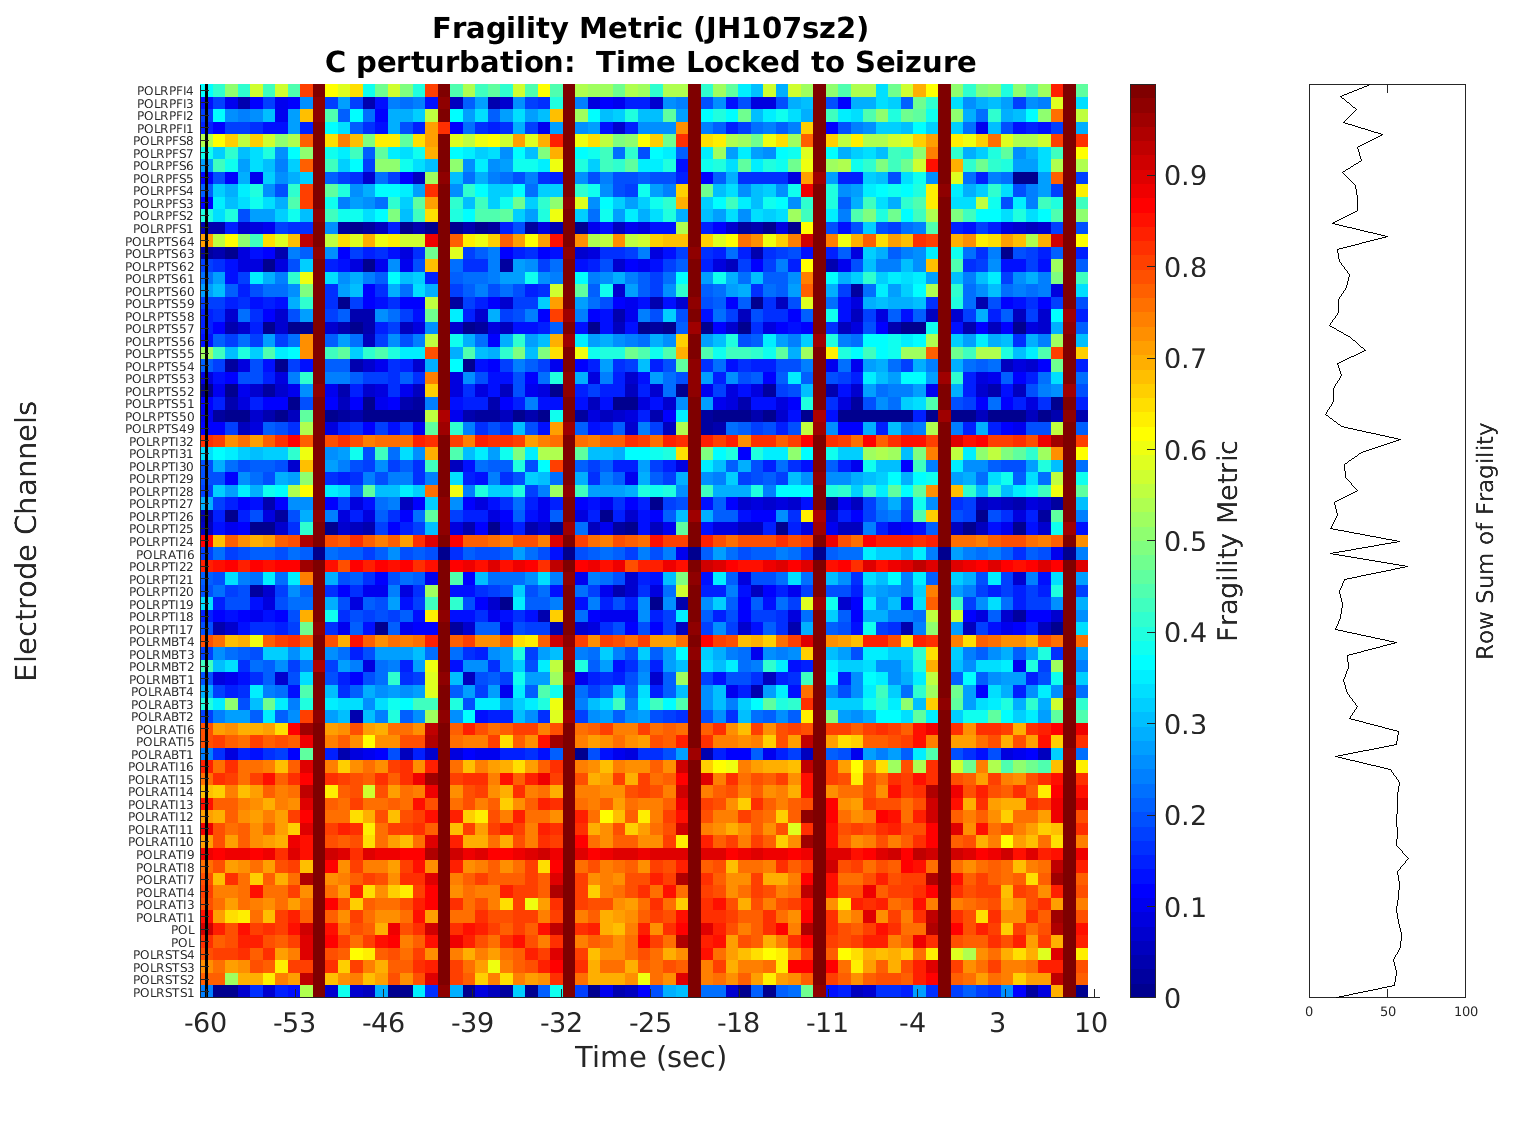 Fragility Metric (JH107sz2)
C perturbation:  Time Locked to Seizure
Electrode Channels
POLRPFI4
POLRPFI3
POLRPFI2
POLRPFI1
POLRPFS8
POLRPFS7
POLRPFS6
POLRPFS5
POLRPFS4
POLRPFS3
POLRPFS2
POLRPFS1
POLRPTS64
POLRPTS63
POLRPTS62
POLRPTS61
POLRPTS60
POLRPTS59
POLRPTS58
POLRPTS57
POLRPTS56
POLRPTS55
POLRPTS54
POLRPTS53
POLRPTS52
POLRPTS51
POLRPTS50
POLRPTS49
POLRPTI32
POLRPTI31
POLRPTI30
POLRPTI29
POLRPTI28
POLRPTI27
POLRPTI26
POLRPTI25
POLRPTI24
POLRATI6
POLRPTI22
POLRPTI21
POLRPTI20
POLRPTI19
POLRPTI18
POLRPTI17
POLRMBT4
POLRMBT3
POLRMBT2
POLRMBT1
POLRABT4
POLRABT3
POLRABT2
POLRATI6
POLRATI5
POLRABT1
POLRATI16
POLRATI15
POLRATI14
POLRATI13
POLRATI12
POLRATI11
POLRATI10
POLRATI9
POLRATI8
POLRATI7
POLRATI4
POLRATI3
POLRATI1
POL
POL
POLRSTS4
POLRSTS3
POLRSTS2
POLRSTS1
-60 -53 -46 -39 -32 -25 -18 -11 -4 3 10
Time (sec)
0.9
0.8
0.7
0.6
0.5
0.4
0.3
0.2
0.1
0
Fragility Metric
0 50 100
Row Sum of Fragility